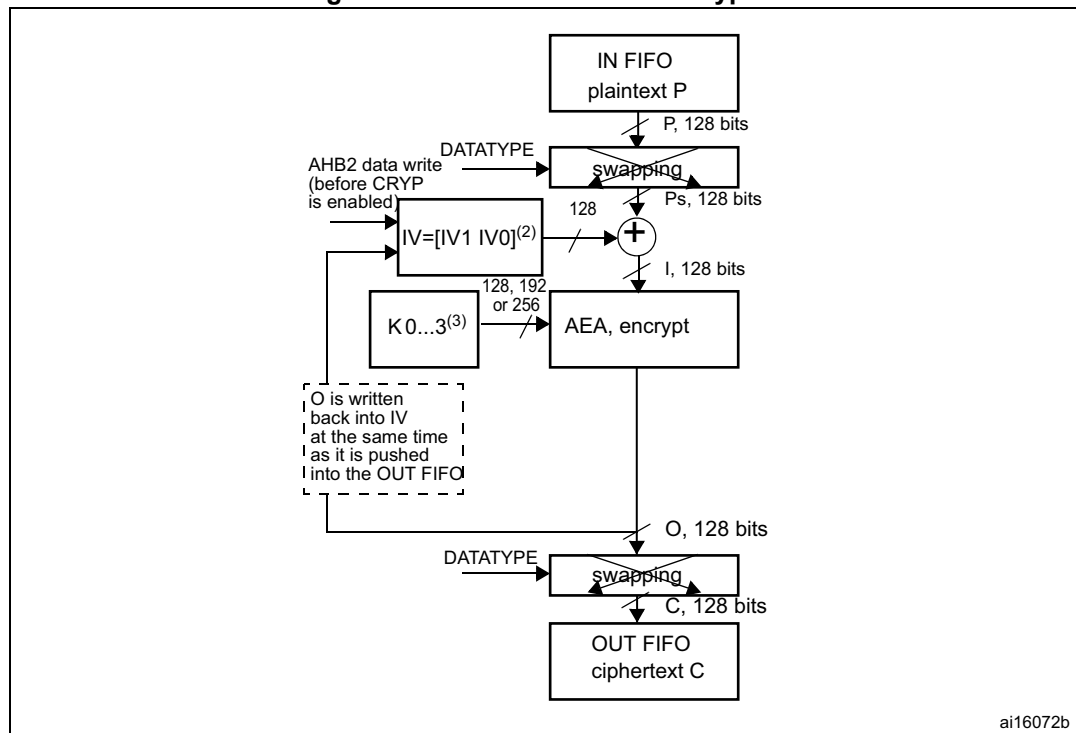 IN FIFO
plaintext P
P, 128 bits
DATATYPE
swapping
AHB2 data write
(before CRYP
is enabled)
Ps, 128 bits
128
IV=[IV1 IV0](2)
+
I, 128 bits
128, 192
or 256
K 0...3(3)
AEA, encrypt
O is written
back into IV
at the same time
as it is pushed
into the OUT FIFO
O, 128 bits
DATATYPE
swapping
C, 128 bits
OUT FIFO
ciphertext C
ai16072b